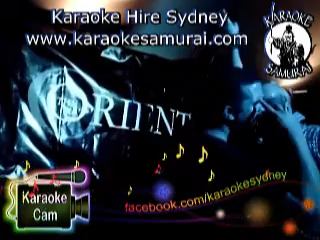 Karaoke Hire Sydney
www.karaokesamurai.com
KARAOKE
SAMURAI
ORIENT
Karaoke
Cam
facebook.com/karaokesydney